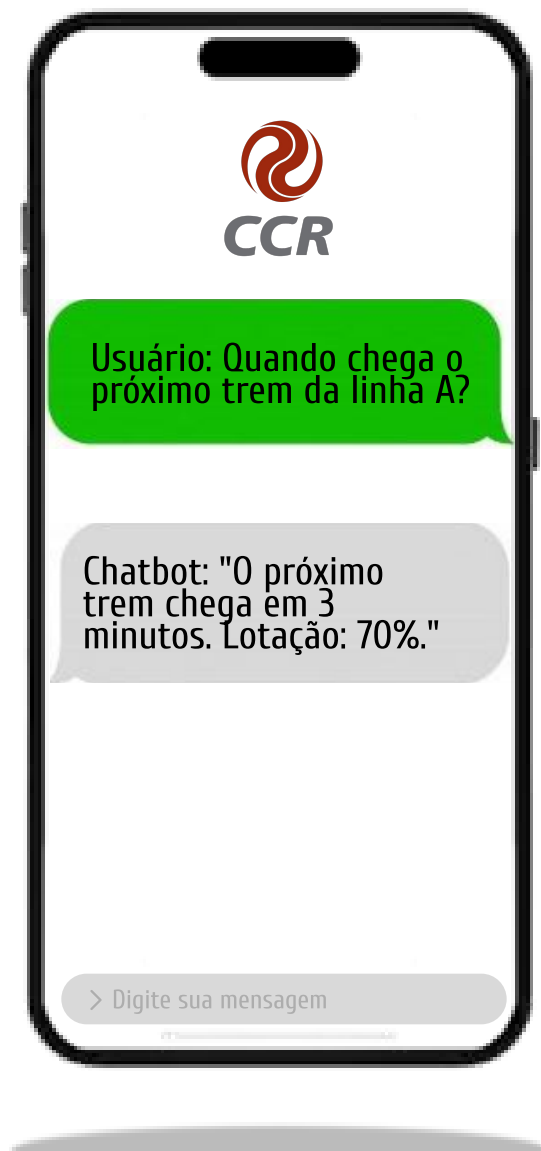 CCR
Usuário: Quando chega o
próximo trem da linha A?
Chatbot: "O próximo
trem chega em 3
minutos. Lotação: 70%."
> Digite sua mensagem